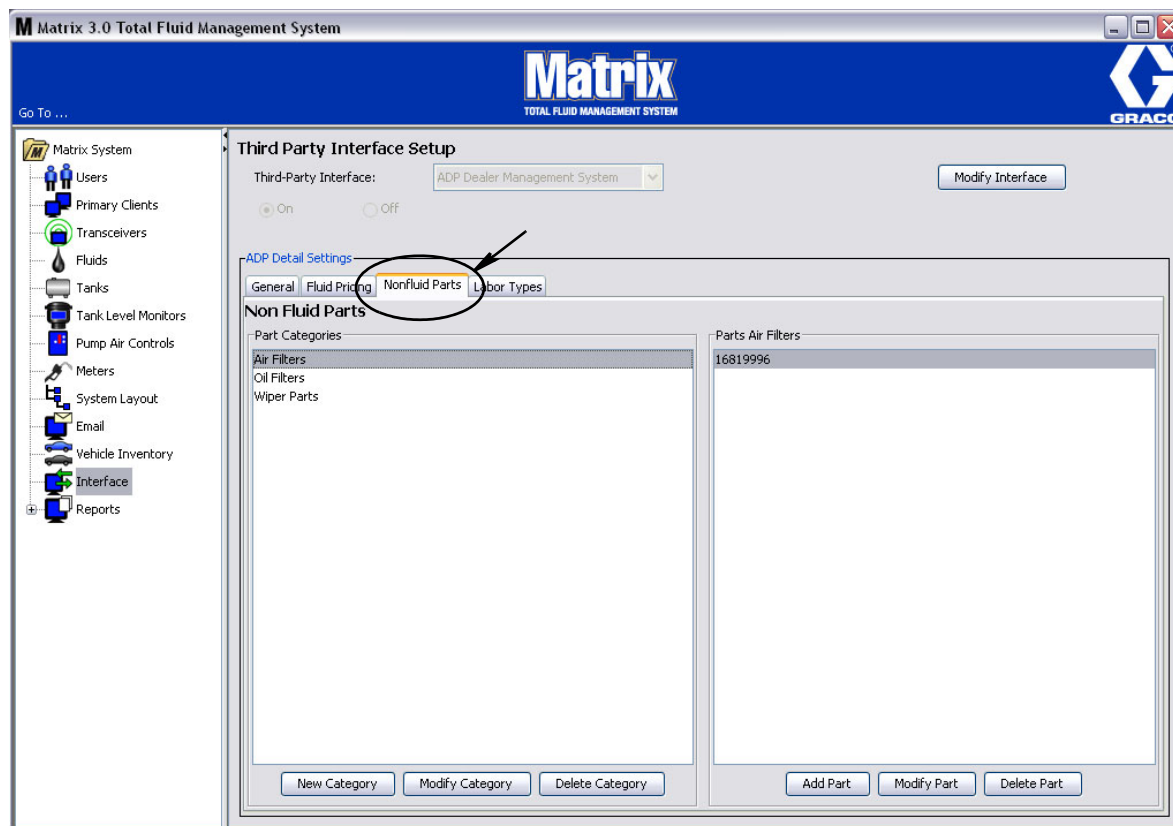 M Matrix 3.0 Total Fluid Management System
Matrix
TOTAL FLUID MANAGEMENT SYSTEM
Go To ...
GRACO
Matrix System
Users
Primary Clients
Transceivers
Fluids
Tanks
Tank Level Monitors
Pump Air Controls
Meters
System Layout
Email
Vehicle Inventory
Interface
Reports
Third Party Interface Setup
Third-Party Interface: ADP Dealer Management System Modify Interface
On Off
ADP Detail Settings
General Fluid Pricing Nonfluid Parts Labor Types
Non Fluid Parts
Part Categories
Air Filters
Oil Filters
Wiper Parts
New Category Modify Category Delete Category
Parts Air Filters
16819996
Add Part Modify Part Delete Part